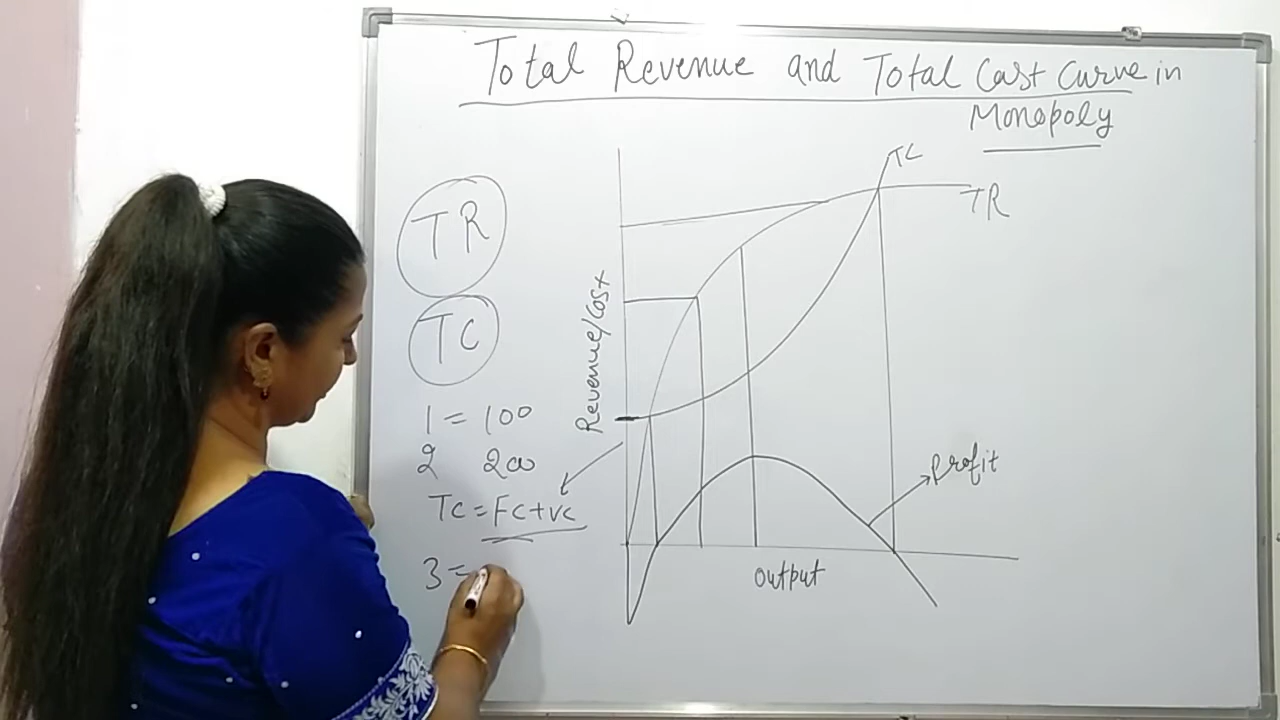 Total Revenue and Total Cost Curve in
Monopoly
TR
TC
1 = 100
2 200
TC = FC+VC
3 =
Revenue/Cost
TC
TR
Profit
Output